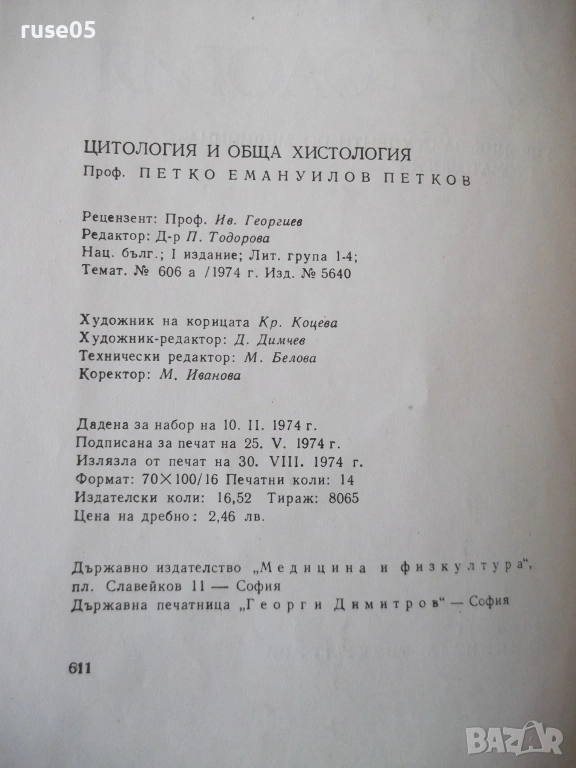 ruse05
ЦИТОЛОГИЯ И ОБЩА ХИСТОЛОГИЯ
Проф. ПЕТКО ЕМАНУИЛОВ ПЕТКОВ
Рецензент: Проф. Ив. Георгиев
Редактор: Д-р П. Тодорова
Нац. бълг.; I издание; Лит. група 1-4;
Темат. № 606 а /1974 г. Изд. № 5640
Художник на корицата Кр. Коцева
Художник-редактор: Д. Димчев
Технически редактор: М. Белова
Коректор: М. Иванова
Дадена за набор на 10. II. 1974 г.
Подписана за печат на 25. V. 1974 г.
Излязла от печат на 30. VIII. 1974 г.
Формат: 70×100/16 Печатни коли: 14
Издателски коли: 16,52 Тираж: 8065
Цена на дребно: 2,46 лв.
Държавно издателство „Медицина и физкултура",
пл. Славейков 11 — София
Държавна печатница „Георги Димитров" — София
611
BAZAR